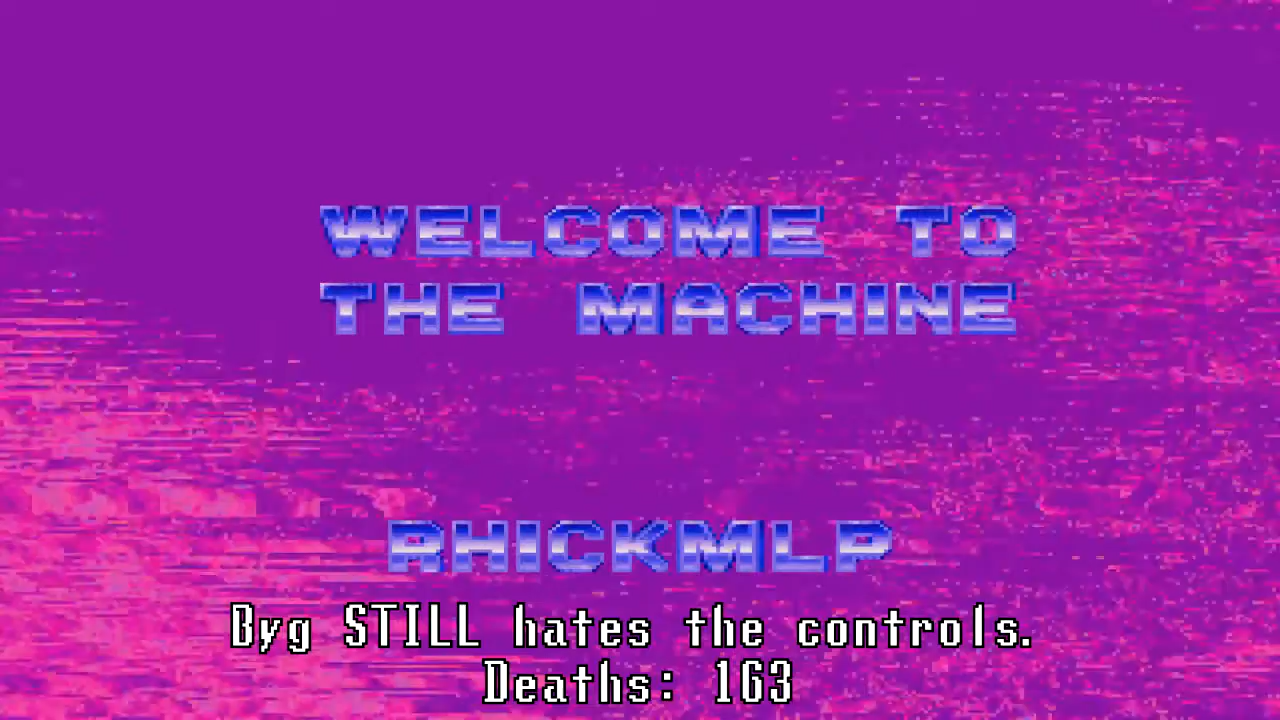 WELCOME TO
THE MACHINE
RHICKMLP
Byg STILL hates the controls.
Deaths: 163